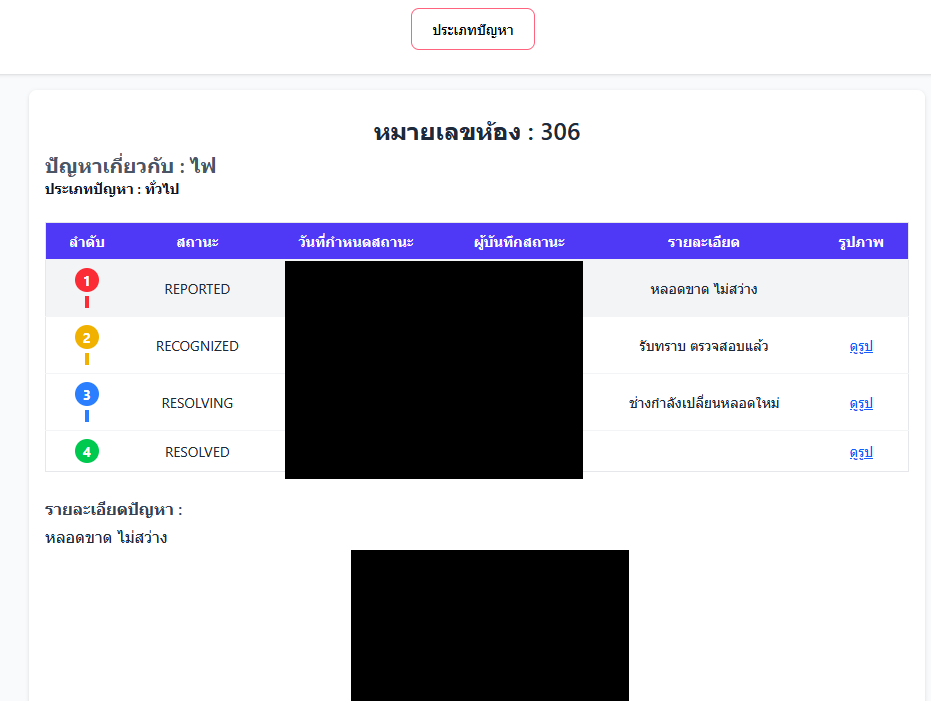 ประเภทปัญหา
หมายเลขห้อง : 306
ปัญหาเกี่ยวกับ : ไฟ
ประเภทปัญหา : ทั่วไป
ลำดับ สถานะ วันที่กำหนดสถานะ ผู้บันทึกสถานะ รายละเอียด รูปภาพ
1 REPORTED หลอดขาด ไม่สว่าง
2 RECOGNIZED รับทราบ ตรวจสอบแล้ว ดูรูป
3 RESOLVING ช่างกำลังเปลี่ยนหลอดใหม่ ดูรูป
4 RESOLVED ดูรูป
รายละเอียดปัญหา :
หลอดขาด ไม่สว่าง